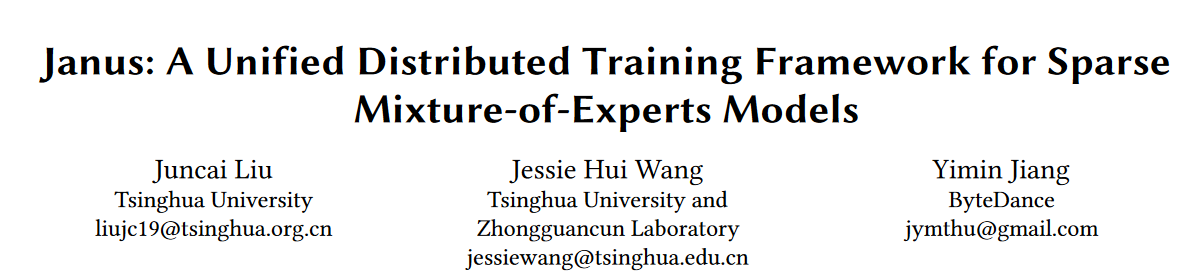 Janus: A Unified Distributed Training Framework for Sparse
Mixture-of-Experts Models
Juncai Liu
Tsinghua University
liujc19@tsinghua.org.cn
Jessie Hui Wang
Tsinghua University and
Zhongguancun Laboratory
jessiewang@tsinghua.edu.cn
Yimin Jiang
ByteDance
jymthu@gmail.com